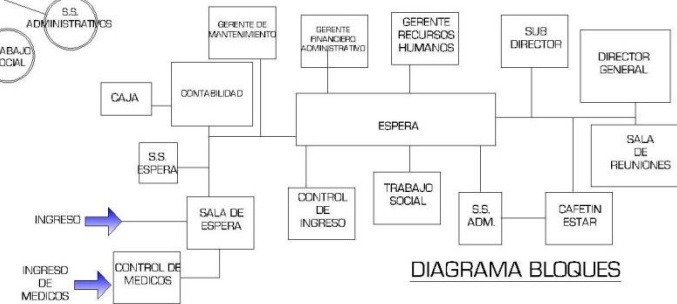 S.S.
ADMINISTRATIVOS
ABAJO
OCIAL
GERENTE DE
MANTENIMIENTO
GERENTE
FINANCIERO
ADMINISTRATIVO
GERENTE
RECURSOS
HUMANOS
SUB
DIRECTOR
DIRECTOR
GENERAL
CAJA
CONTABILIDAD
ESPERA
SALA
DE
REUNIONES
S.S.
ESPERA
INGRESO
SALA DE
ESPERA
CONTROL
DE
INGRESO
TRABAJO
SOCIAL
S.S.
ADM.
CAFETIN
ESTAR
INGRESO
DE
MEDICOS
CONTROL DE
MEDICOS
DIAGRAMA BLOQUES